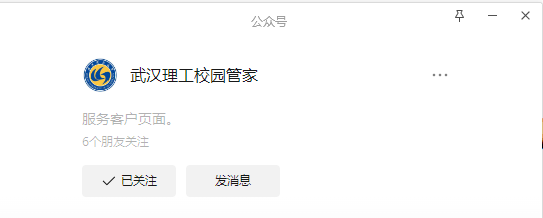 公众号
武汉理工校园管家
服务客户页面。
6个朋友关注
已关注
发消息